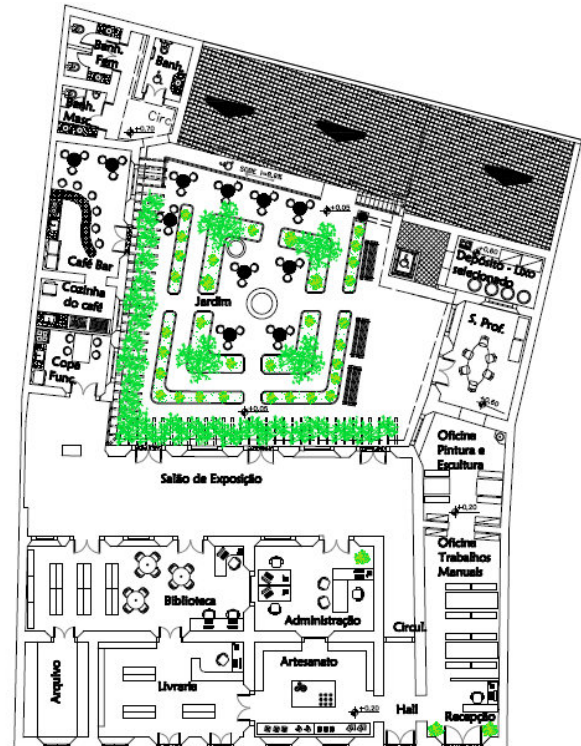 Banh.
Fem
Banh.
Banh.
Masc.
Circ.
+0,20
+0,05
Café Bar
Cozinha
do café
Copa
Func.
Jardim
+0,05
+0,60
Depósito - Lixo
selecionado
S. Prof.
Salão de Exposição
Oficina
Pintura e
Escultura
+0,20
Oficina
Trabalhos
Manuais
Biblioteca
Administração
Circul.
Arquivo
Livraria
Artesanato
+0,20
Hall
Recepção